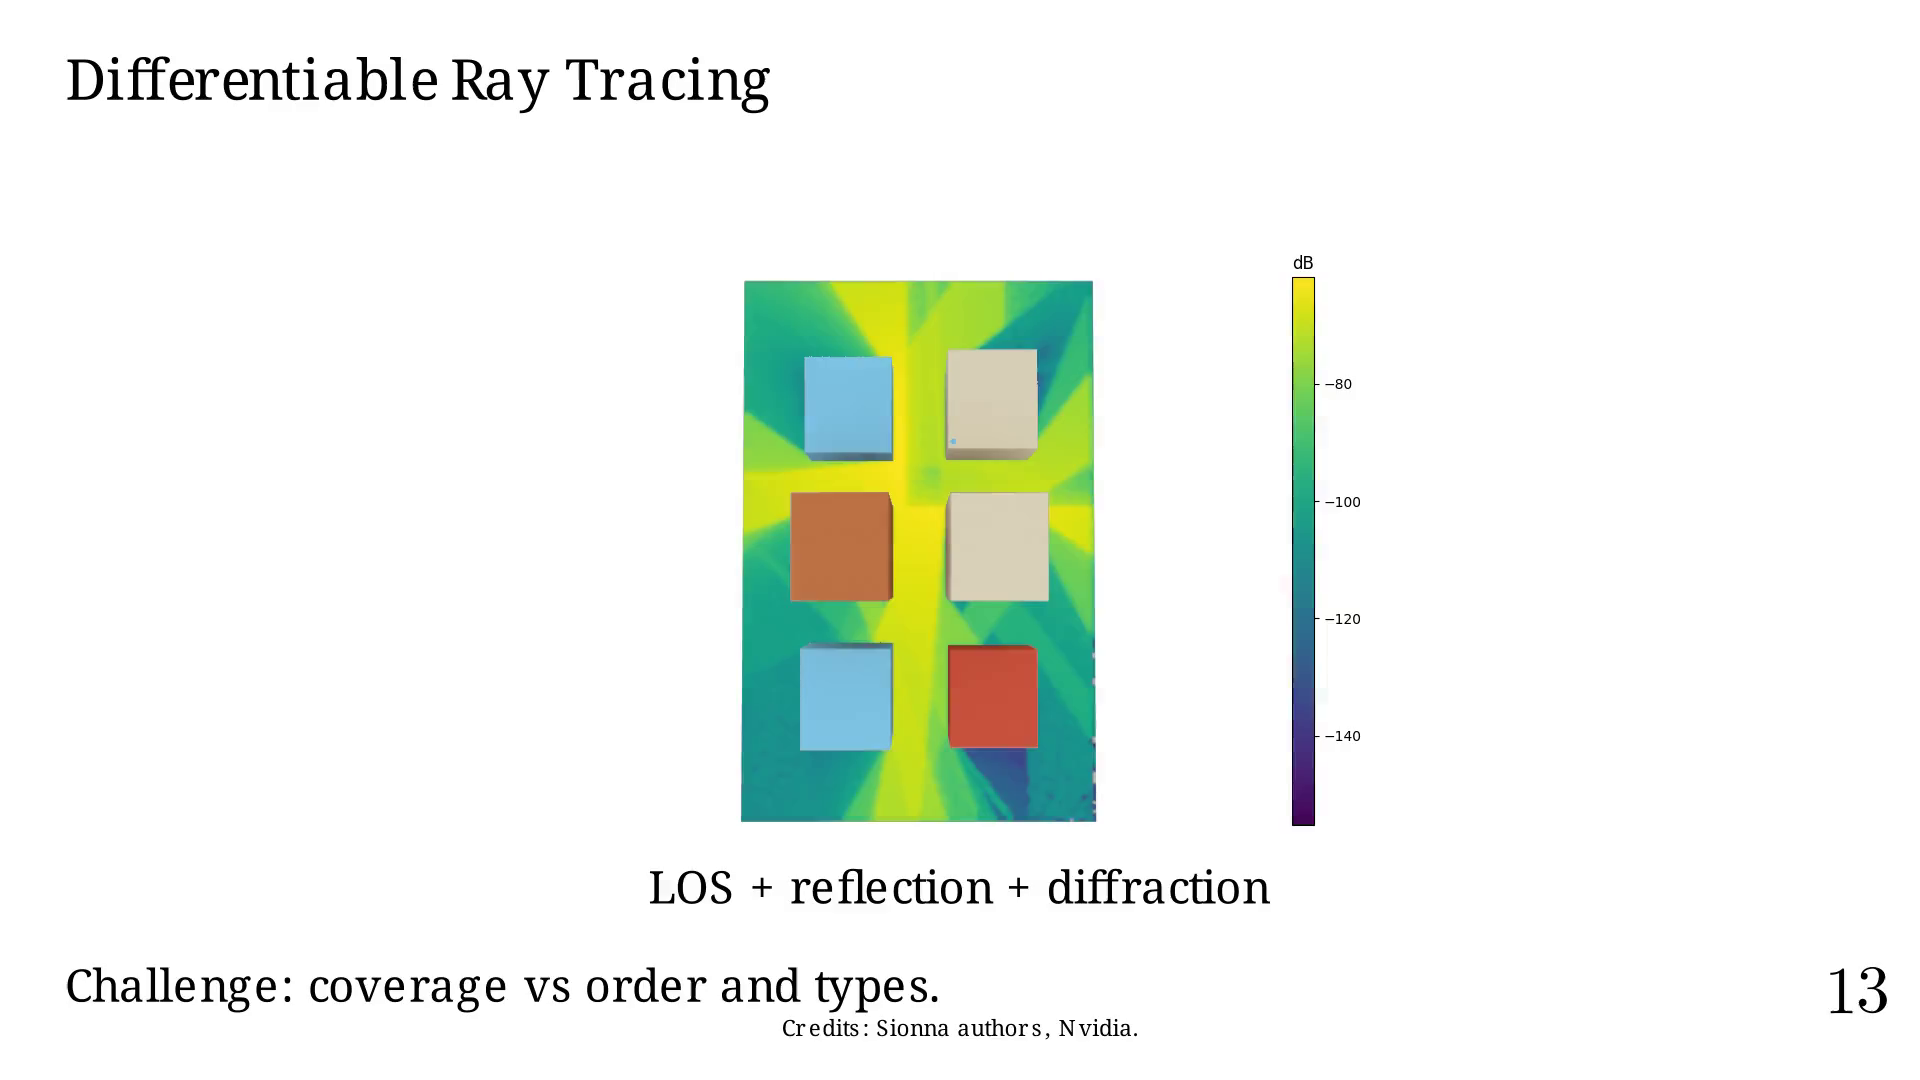 Differentiable Ray Tracing
dB
−80
−100
−120
−140
LOS + reflection + diffraction
Challenge: coverage vs order and types.
13
Credits: Sionna authors, Nvidia.